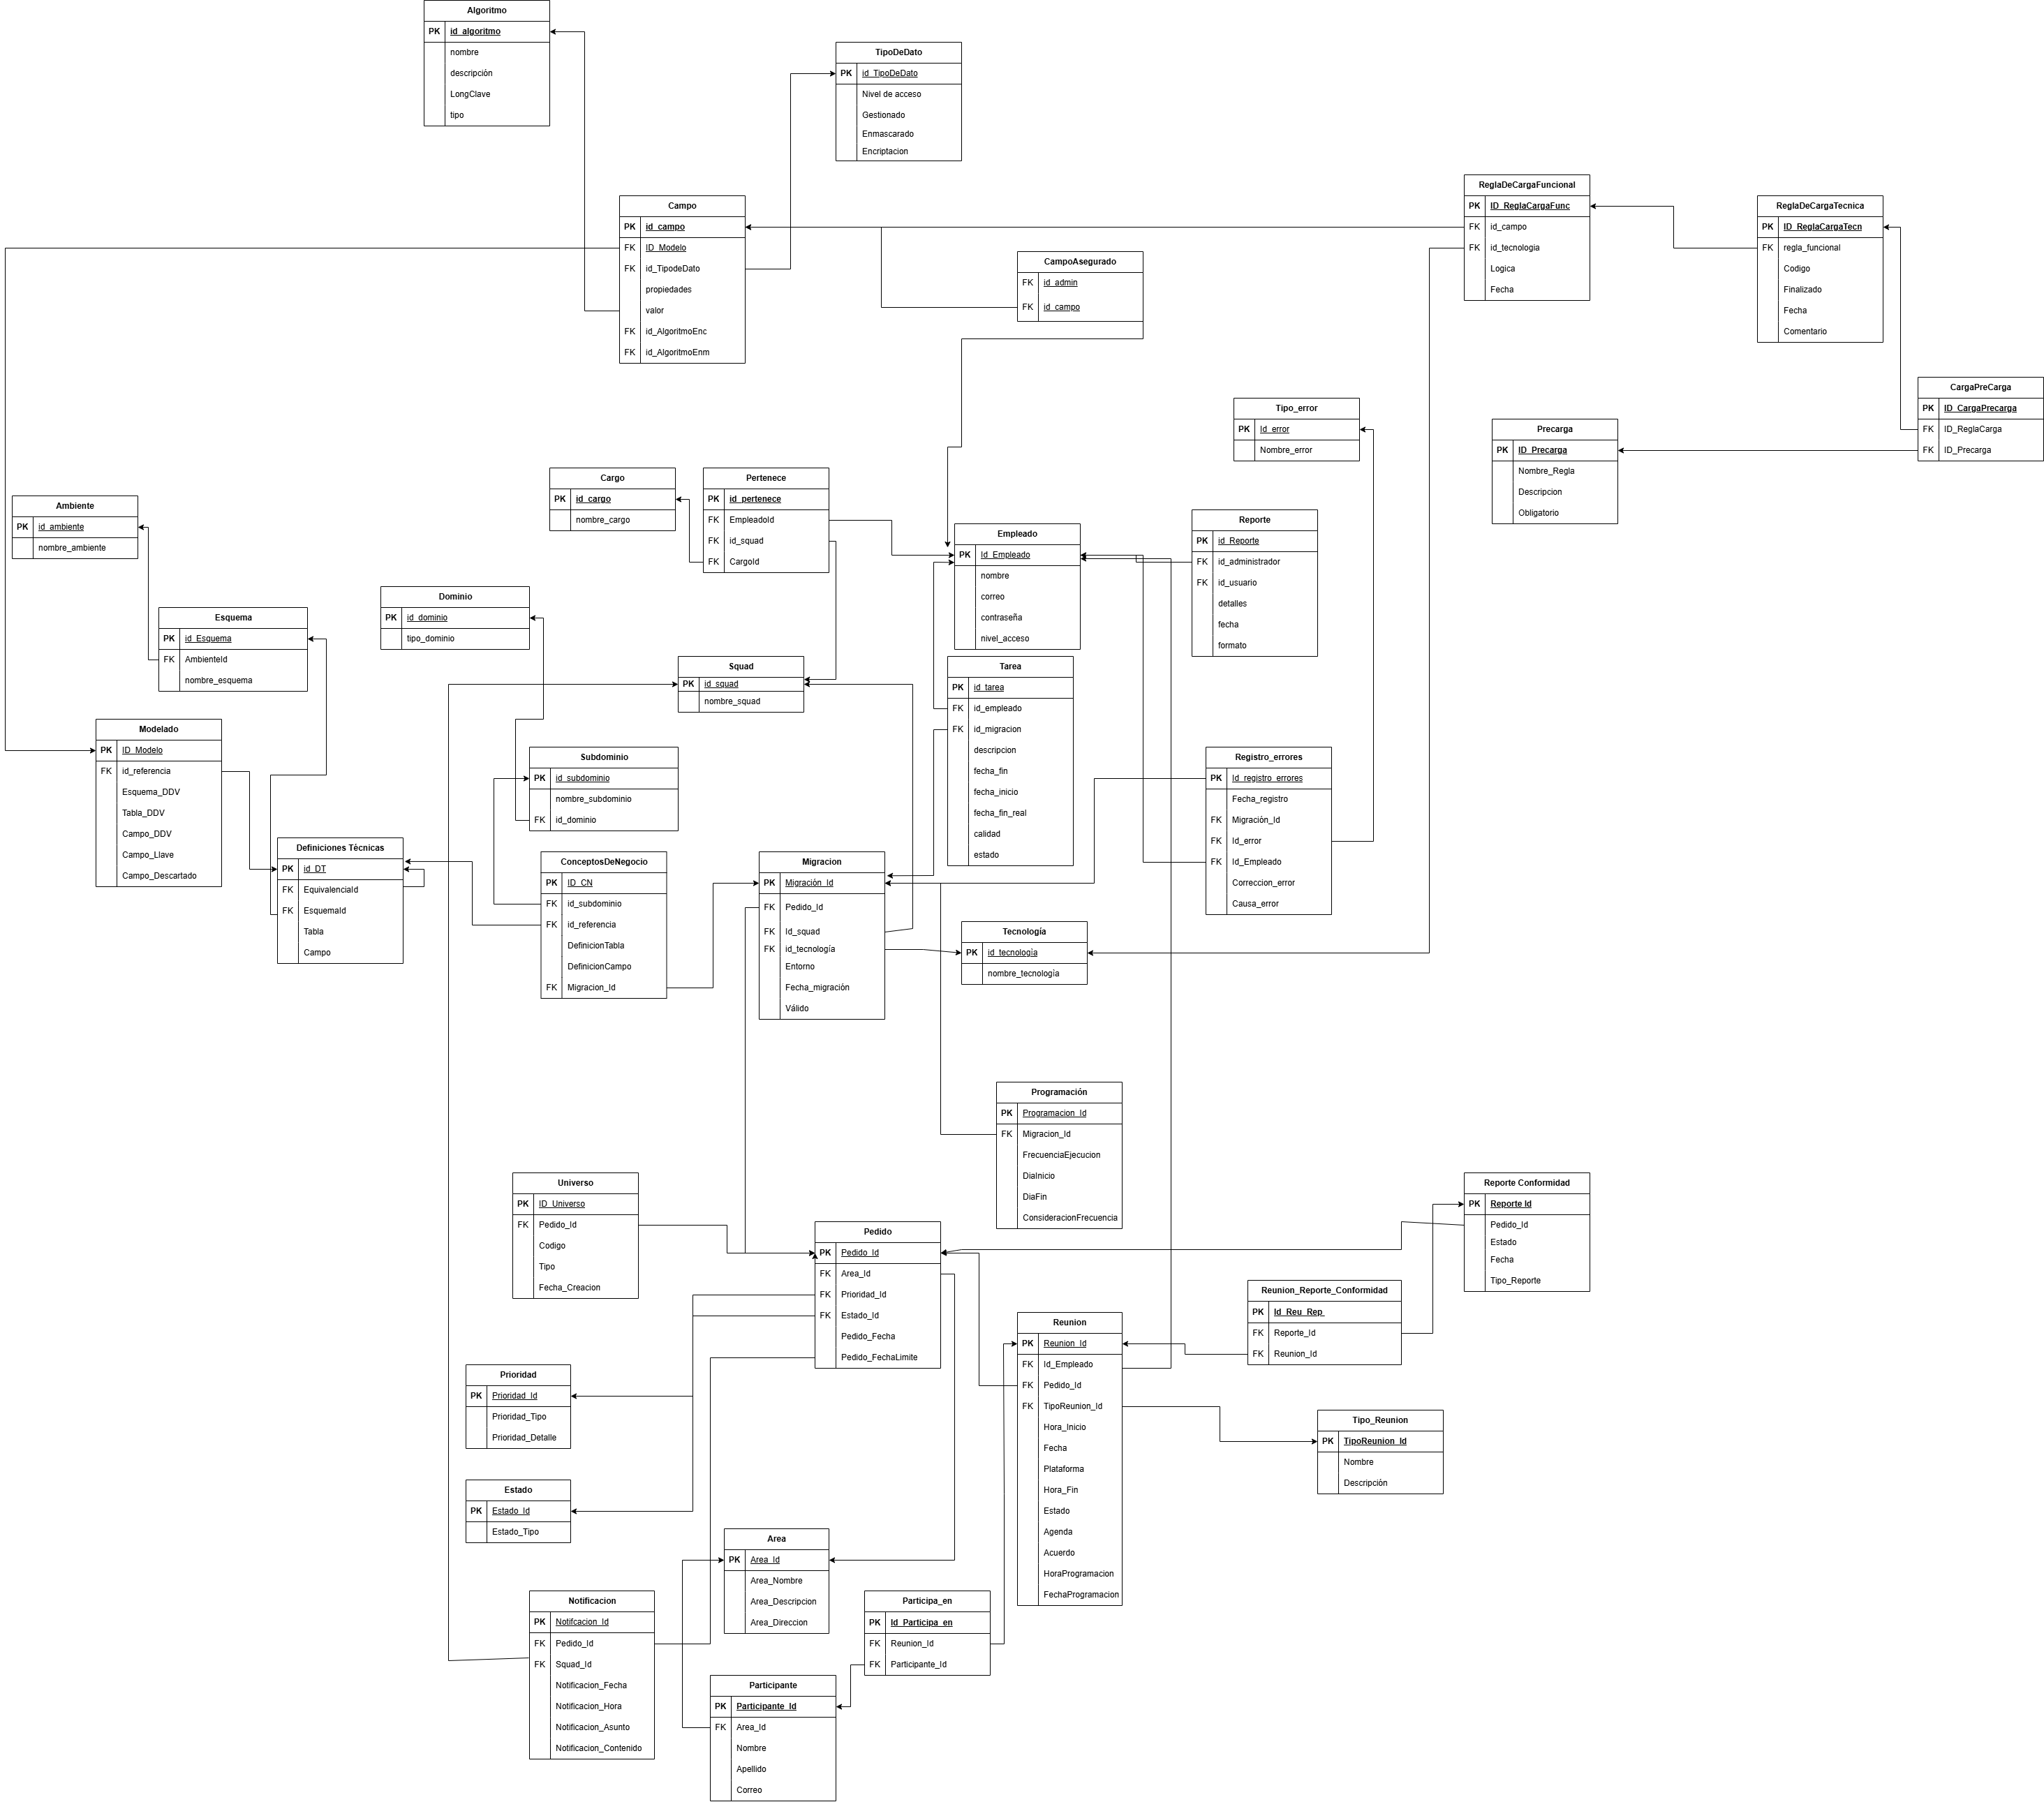 Algoritmo
PK id_algoritmo
nombre
descripción
LongClave
tipo
TipoDeDato
PK id_TipoDeDato
Nivel de acceso
Gestionado
Enmascarado
Encriptacion
Campo
PK id_campo
FK ID_Modelo
FK id_TipodeDato
propiedades
valor
FK id_AlgoritmoEnc
FK id_AlgoritmoEnm
CampoAsegurado
FK id_admin
FK id_campo
ReglaDeCargaFuncional
PK ID_ReglaCargaFunc
FK id_campo
FK id_tecnologia
Logica
Fecha
ReglaDeCargaTecnica
PK ID_ReglaCargaTecn
FK regla_funcional
Codigo
Finalizado
Fecha
Comentario
CargaPreCarga
PK ID_CargaPrecarga
FK ID_ReglaCarga
FK ID_Precarga
Precarga
PK ID_Precarga
Nombre_Regla
Descripcion
Obligatorio
Tipo_error
PK Id_error
Nombre_error
Cargo
PK id_cargo
nombre_cargo
Pertenece
PK id_pertenece
FK EmpleadoId
FK id_squad
FK CargoId
Ambiente
PK id_ambiente
nombre_ambiente
Empleado
PK Id_Empleado
nombre
correo
contraseña
nivel_acceso
Reporte
PK id_Reporte
FK id_administrador
FK id_usuario
detalles
fecha
formato
Dominio
PK id_dominio
tipo_dominio
Esquema
PK id_Esquema
FK AmbienteId
nombre_esquema
Squad
PK id_squad
nombre_squad
Tarea
PK id_tarea
FK id_empleado
FK id_migracion
descripcion
fecha_fin
fecha_inicio
fecha_fin_real
calidad
estado
Modelado
PK ID_Modelo
FK id_referencia
Esquema_DDV
Tabla_DDV
Campo_DDV
Campo_Llave
Campo_Descartado
Subdominio
PK id_subdominio
nombre_subdominio
FK id_dominio
Registro_errores
PK Id_registro_errores
Fecha_registro
FK Migración_Id
FK Id_error
FK Id_Empleado
Correccion_error
Causa_error
Definiciones Técnicas
PK id_DT
FK EquivalenciaId
FK EsquemaId
Tabla
Campo
ConceptosDeNegocio
PK ID_CN
FK id_subdominio
FK id_referencia
DefinicionTabla
DefinicionCampo
FK Migracion_Id
Migracion
PK Migración_Id
FK Pedido_Id
FK Id_squad
FK id_tecnología
Entorno
Fecha_migración
Válido
Tecnología
PK id_tecnología
nombre_tecnología
Programación
PK Programacion_Id
FK Migracion_Id
FrecuenciaEjecucion
DiaInicio
DiaFin
ConsideracionFrecuencia
Universo
PK ID_Universo
FK Pedido_Id
Codigo
Tipo
Fecha_Creacion
Pedido
PK Pedido_Id
FK Area_Id
FK Prioridad_Id
FK Estado_Id
Pedido_Fecha
Pedido_FechaLimite
Reporte Conformidad
PK Reporte Id
Pedido_Id
Estado
Fecha
Tipo_Reporte
Reunion_Reporte_Conformidad
PK Id_Reu_Rep_
FK Reporte_Id
FK Reunion_Id
Reunion
PK Reunion_Id
FK Id_Empleado
FK Pedido_Id
FK TipoReunion_Id
Hora_Inicio
Fecha
Plataforma
Hora_Fin
Estado
Agenda
Acuerdo
HoraProgramacion
FechaProgramacion
Prioridad
PK Prioridad_Id
Prioridad_Tipo
Prioridad_Detalle
Tipo_Reunion
PK TipoReunion_Id
Nombre
Descripción
Estado
PK Estado_Id
Estado_Tipo
Area
PK Area_Id
Area_Nombre
Area_Descripcion
Area_Direccion
Notificacion
PK Notifcacion_Id
FK Pedido_Id
FK Squad_Id
Notificacion_Fecha
Notificacion_Hora
Notificacion_Asunto
Notificacion_Contenido
Participa_en
PK Id_Participa_en
FK Reunion_Id
FK Participante_Id
Participante
PK Participante_Id
FK Area_Id
Nombre
Apellido
Correo